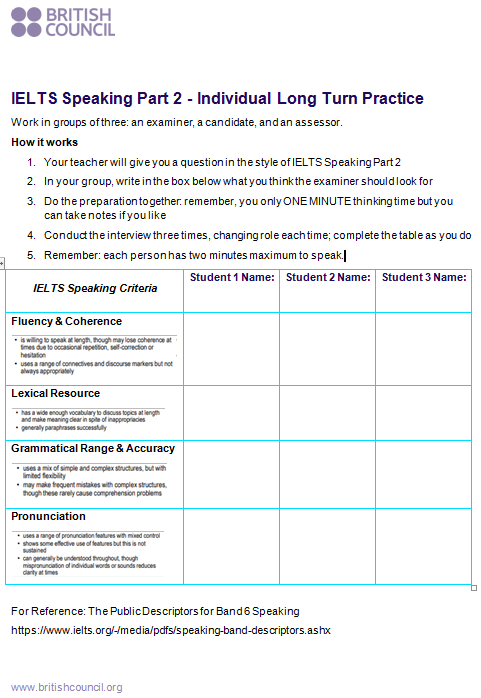 BRITISH
COUNCIL
IELTS Speaking Part 2 - Individual Long Turn Practice
Work in groups of three: an examiner, a candidate, and an assessor.
How it works
1. Your teacher will give you a question in the style of IELTS Speaking Part 2
2. In your group, write in the box below what you think the examiner should look for
3. Do the preparation together: remember, you only ONE MINUTE thinking time but you
can take notes if you like
4. Conduct the interview three times, changing role each time; complete the table as you do
5. Remember: each person has two minutes maximum to speak.
IELTS Speaking Criteria
Student 1 Name:
Student 2 Name:
Student 3 Name:
Fluency & Coherence
• is willing to speak at length, though may lose coherence at
times due to occasional repetition, self-correction or
hesitation
• uses a range of connectives and discourse markers but not
always appropriately
Lexical Resource
• has a wide enough vocabulary to discuss topics at length
and make meaning clear in spite of inappropriacies
• generally paraphrases successfully
Grammatical Range & Accuracy
• uses a mix of simple and complex structures, but with
limited flexibility
• may make frequent mistakes with complex structures,
though these rarely cause comprehension problems
Pronunciation
• uses a range of pronunciation features with mixed control
• shows some effective use of features but this is not
sustained
• can generally be understood throughout, though
mispronunciation of individual words or sounds reduces
clarity at times
For Reference: The Public Descriptors for Band 6 Speaking
https://www.ielts.org/-/media/pdfs/speaking-band-descriptors.ashx
www.britishcouncil.org